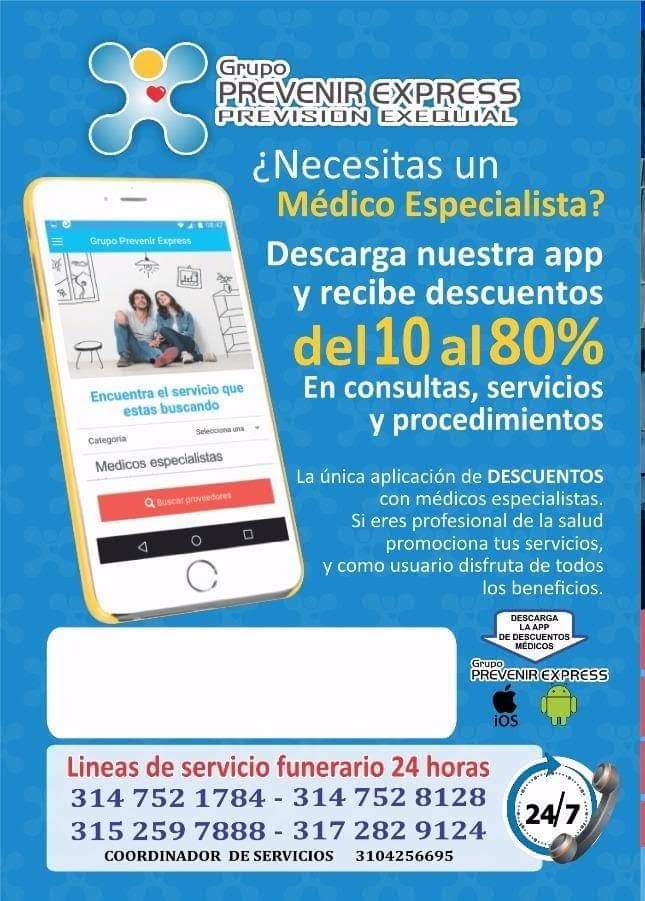 Grupo
PREVENIR EXPRESS
PREVISION EXEQUIAL
¿Necesitas un
Médico Especialista?
Descarga nuestra app
y recibe descuentos
del 10 al 80%
En consultas, servicios
y procedimientos
08:47
Grupo Prevenir Express
Encuentra el servicio que
estas buscando
Categoria
Selecciona una
Medicos especialistas
Buscar proveedores
La única aplicación de DESCUENTOS
con médicos especialistas.
Si eres profesional de la salud
promociona tus servicios,
y como usuario disfruta de todos
los beneficios.
DESCARGA
LA APP
DE DESCUENTOS
MÉDICOS
Grupo
PREVENIR EXPRESS
iOS
Lineas de servicio funerario 24 horas
314 752 1784 - 314 752 8128
315 259 7888 - 317 282 9124
COORDINADOR DE SERVICIOS 3104256695
24/7